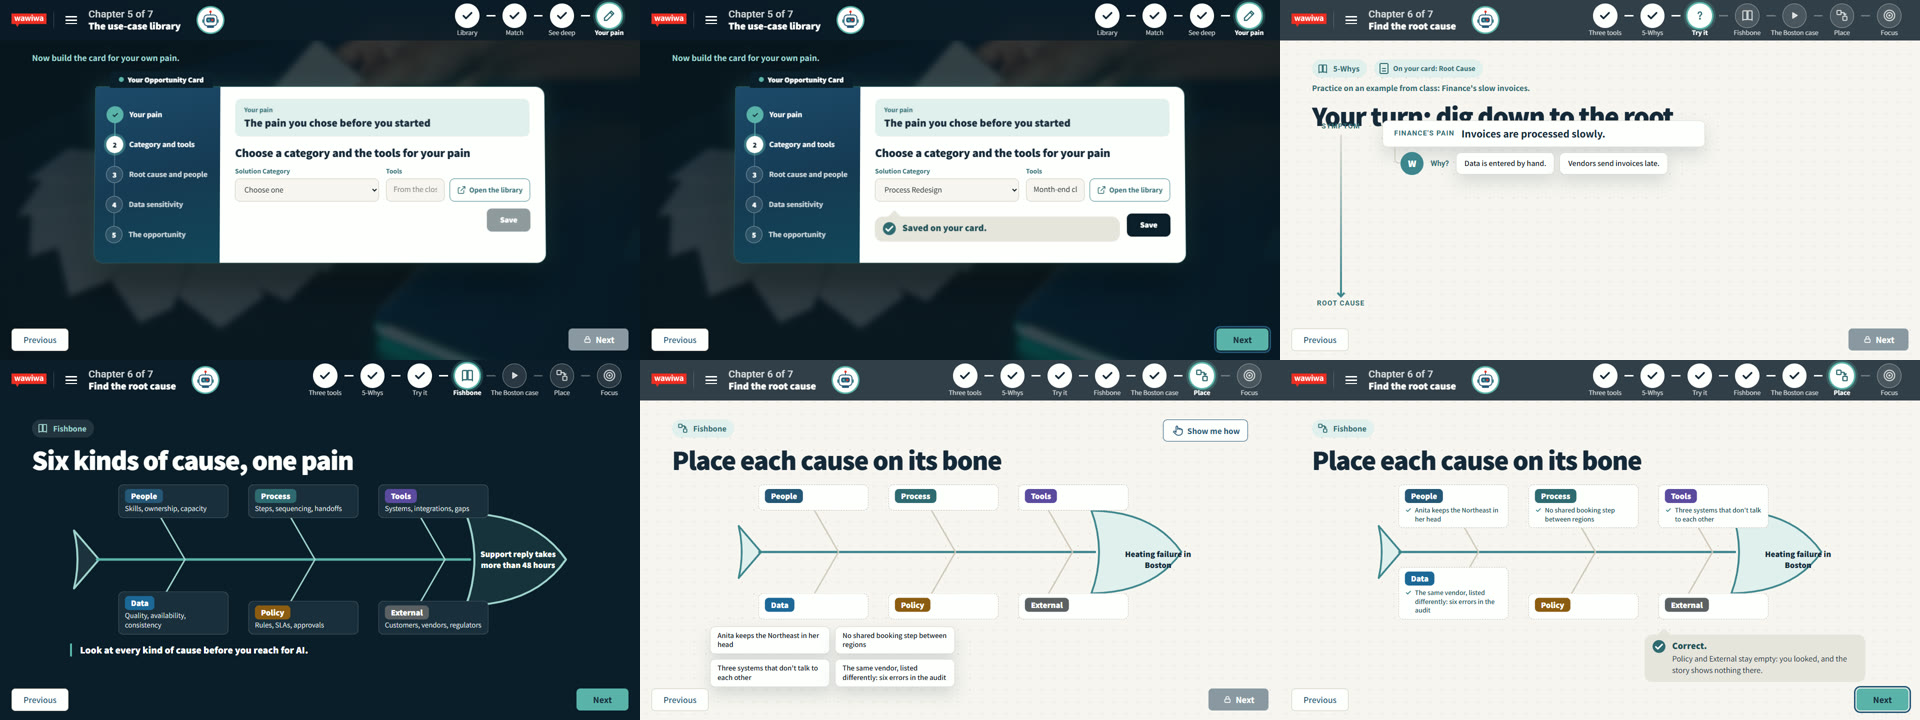 wawiwa
Chapter 5 of 7
The use-case library
Library
Match
See deep
Your pain
Now build the card for your own pain.
Your Opportunity Card
Your pain
2
Category and tools
3
Root cause and people
4
Data sensitivity
5
The opportunity
Your pain
The pain you chose before you started
Choose a category and the tools for your pain
Solution Category
Tools
Choose one
From the clos
Open the library
Save
Previous
Next
wawiwa
Chapter 5 of 7
The use-case library
Library
Match
See deep
Your pain
Now build the card for your own pain.
Your Opportunity Card
Your pain
2
Category and tools
3
Root cause and people
4
Data sensitivity
5
The opportunity
Your pain
The pain you chose before you started
Choose a category and the tools for your pain
Solution Category
Tools
Process Redesign
Month-end cl
Open the library
Saved on your card.
Save
Previous
Next
wawiwa
Chapter 6 of 7
Find the root cause
Three tools
5-Whys
?
Try it
Fishbone
The Boston case
Place
Focus
5-Whys
On your card: Root Cause
Practice on an example from class: Finance's slow invoices.
Your turn: dig down to the root
SYMPTOM
FINANCE'S PAIN
Invoices are processed slowly.
W
Why?
Data is entered by hand.
Vendors send invoices late.
ROOT CAUSE
Previous
Next
wawiwa
Chapter 6 of 7
Find the root cause
Three tools
5-Whys
Try it
Fishbone
The Boston case
Place
Focus
Fishbone
Six kinds of cause, one pain
People
Skills, ownership, capacity
Process
Steps, sequencing, handoffs
Tools
Systems, integrations, gaps
Support reply takes
more than 48 hours
Data
Quality, availability,
consistency
Policy
Rules, SLAs, approvals
External
Customers, vendors, regulators
Look at every kind of cause before you reach for AI.
Previous
Next
wawiwa
Chapter 6 of 7
Find the root cause
Three tools
5-Whys
Try it
Fishbone
The Boston case
Place
Focus
Fishbone
Show me how
Place each cause on its bone
People
Process
Tools
Heating failure in
Boston
Data
Policy
External
Anita keeps the Northeast in her
head
No shared booking step between
regions
Three systems that don't talk to
each other
The same vendor, listed
differently: six errors in the audit
Previous
Next
wawiwa
Chapter 6 of 7
Find the root cause
Three tools
5-Whys
Try it
Fishbone
The Boston case
Place
Focus
Fishbone
Place each cause on its bone
People
Anita keeps the Northeast in
her head
Process
No shared booking step
between regions
Tools
Three systems that don't talk
to each other
Heating failure in
Boston
Data
The same vendor, listed
differently: six errors in the
audit
Policy
External
Correct.
Policy and External stay empty: you looked, and the
story shows nothing there.
Previous
Next